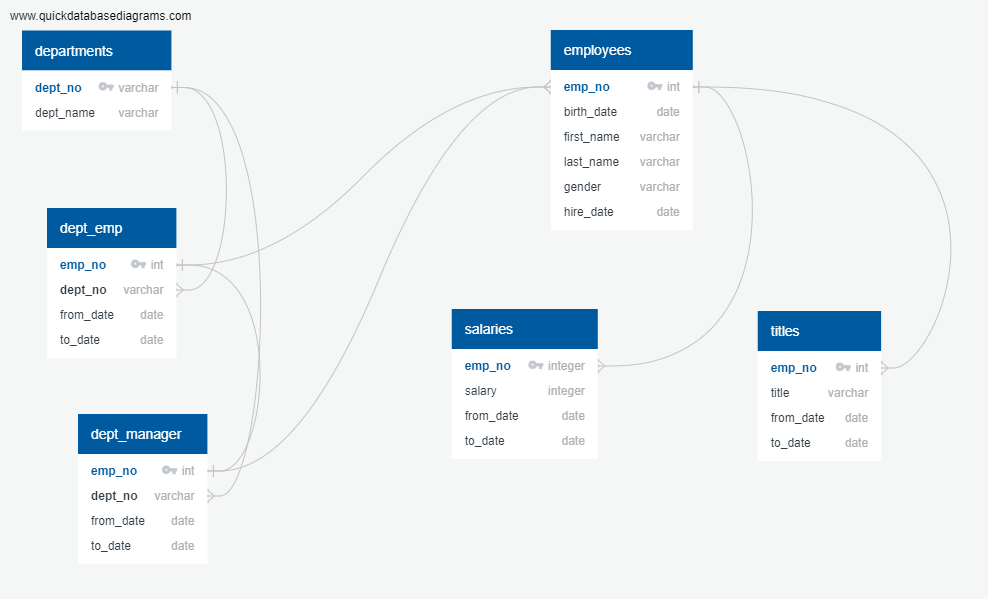 www.quickdatabasediagrams.com
departments
dept_no varchar
dept_name varchar
employees
emp_no int
birth_date date
first_name varchar
last_name varchar
gender varchar
hire_date date
dept_emp
emp_no int
dept_no varchar
from_date date
to_date date
salaries
emp_no integer
salary integer
from_date date
to_date date
titles
emp_no int
title varchar
from_date date
to_date date
dept_manager
emp_no int
dept_no varchar
from_date date
to_date date